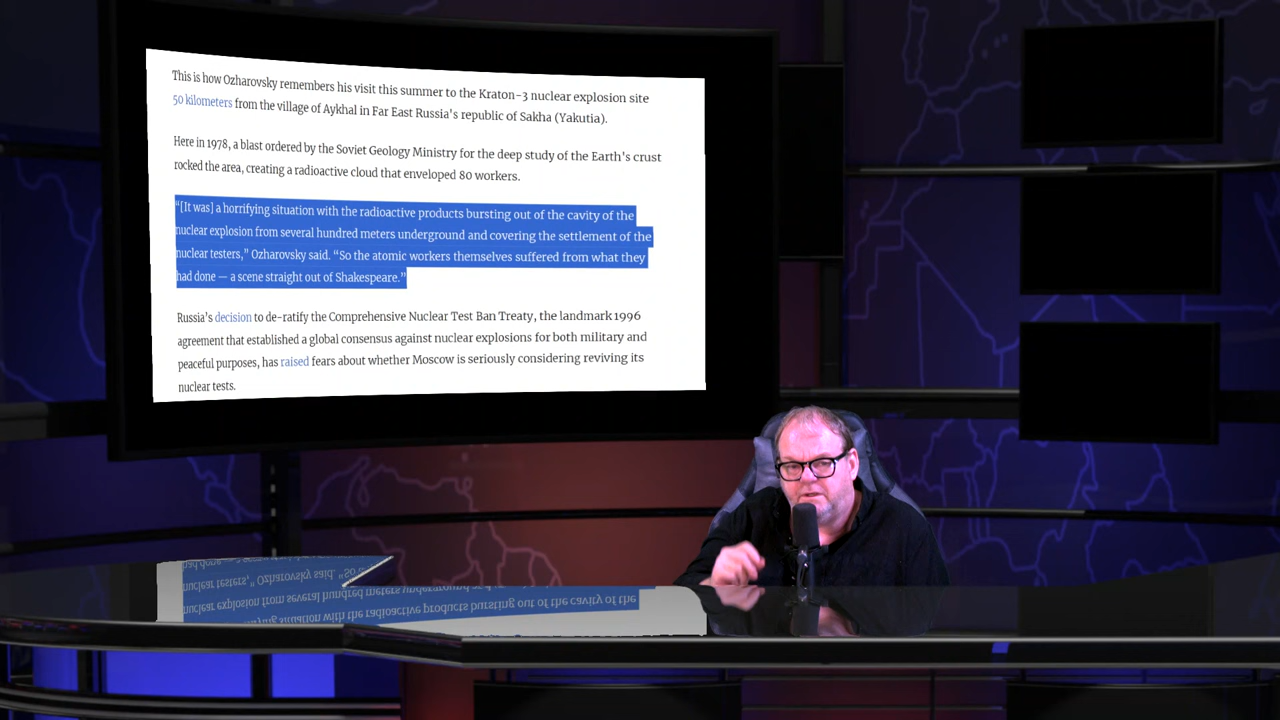 This is how Ozharovsky remembers his visit this summer to the Kraton-3 nuclear explosion site
50 kilometers from the village of Aykhal in Far East Russia's republic of Sakha (Yakutia).
Here in 1978, a blast ordered by the Soviet Geology Ministry for the deep study of the Earth's crust
rocked the area, creating a radioactive cloud that enveloped 80 workers.
“[It was] a horrifying situation with the radioactive products bursting out of the cavity of the
nuclear explosion from several hundred meters underground and covering the settlement of the
nuclear testers,” Ozharovsky said. “So the atomic workers themselves suffered from what they
had done — a scene straight out of Shakespeare.”
Russia's decision to de-ratify the Comprehensive Nuclear Test Ban Treaty, the landmark 1996
agreement that established a global consensus against nuclear explosions for both military and
peaceful purposes, has raised fears about whether Moscow is seriously considering reviving its
nuclear tests.